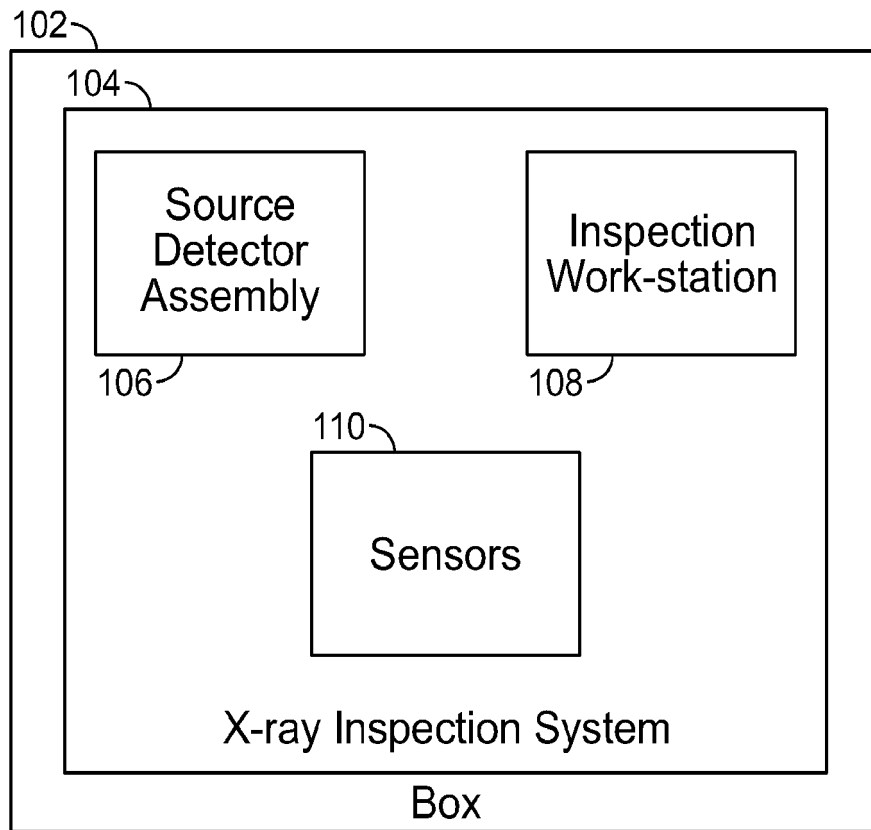 102
104
Source
Detector
Assembly
Inspection
Work-station
106
108
110
Sensors
X-ray Inspection System
Box